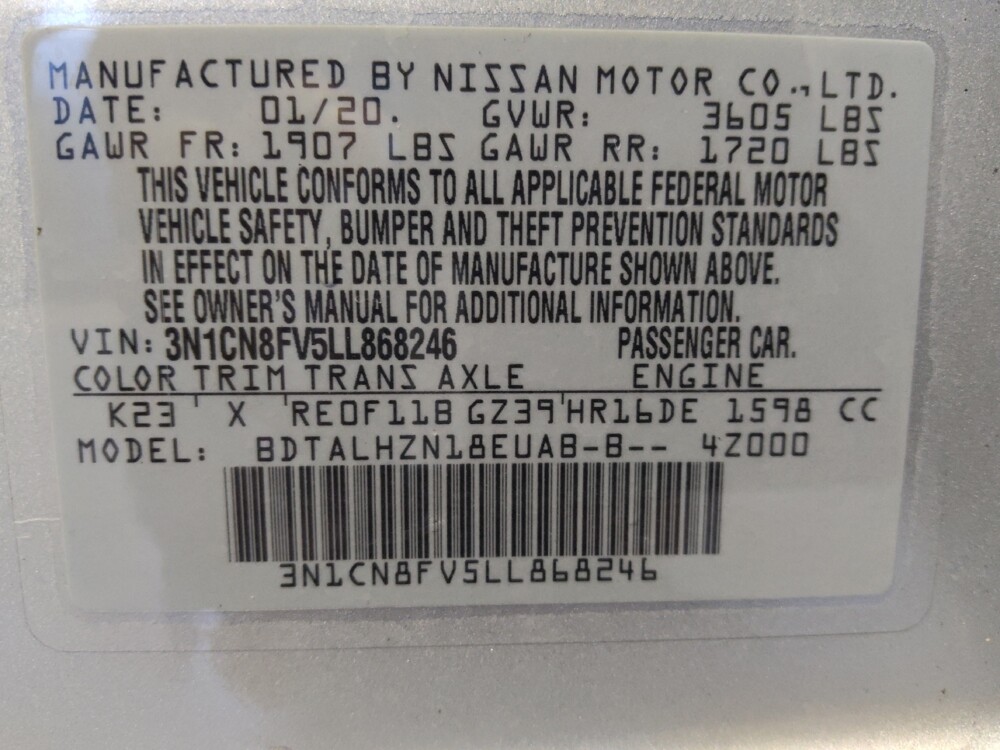 MANUFACTURED BY NISSAN MOTOR CO., LTD.
DATE: 01/20. GVWR: 3605 LBS
GAWR FR: 1907 LBS GAWR RR: 1720 LBS
THIS VEHICLE CONFORMS TO ALL APPLICABLE FEDERAL MOTOR
VEHICLE SAFETY, BUMPER AND THEFT PREVENTION STANDARDS
IN EFFECT ON THE DATE OF MANUFACTURE SHOWN ABOVE.
SEE OWNER'S MANUAL FOR ADDITIONAL INFORMATION.
VIN: 3N1CN8FV5LL868246 PASSENGER CAR.
COLOR TRIM TRANS AXLE ENGINE
K23 X RE0F11B GZ39 HR16DE 1598 CC
MODEL: BDTALHZN18EUAB-B-- 4Z000
3N1CN8FV5LL868246